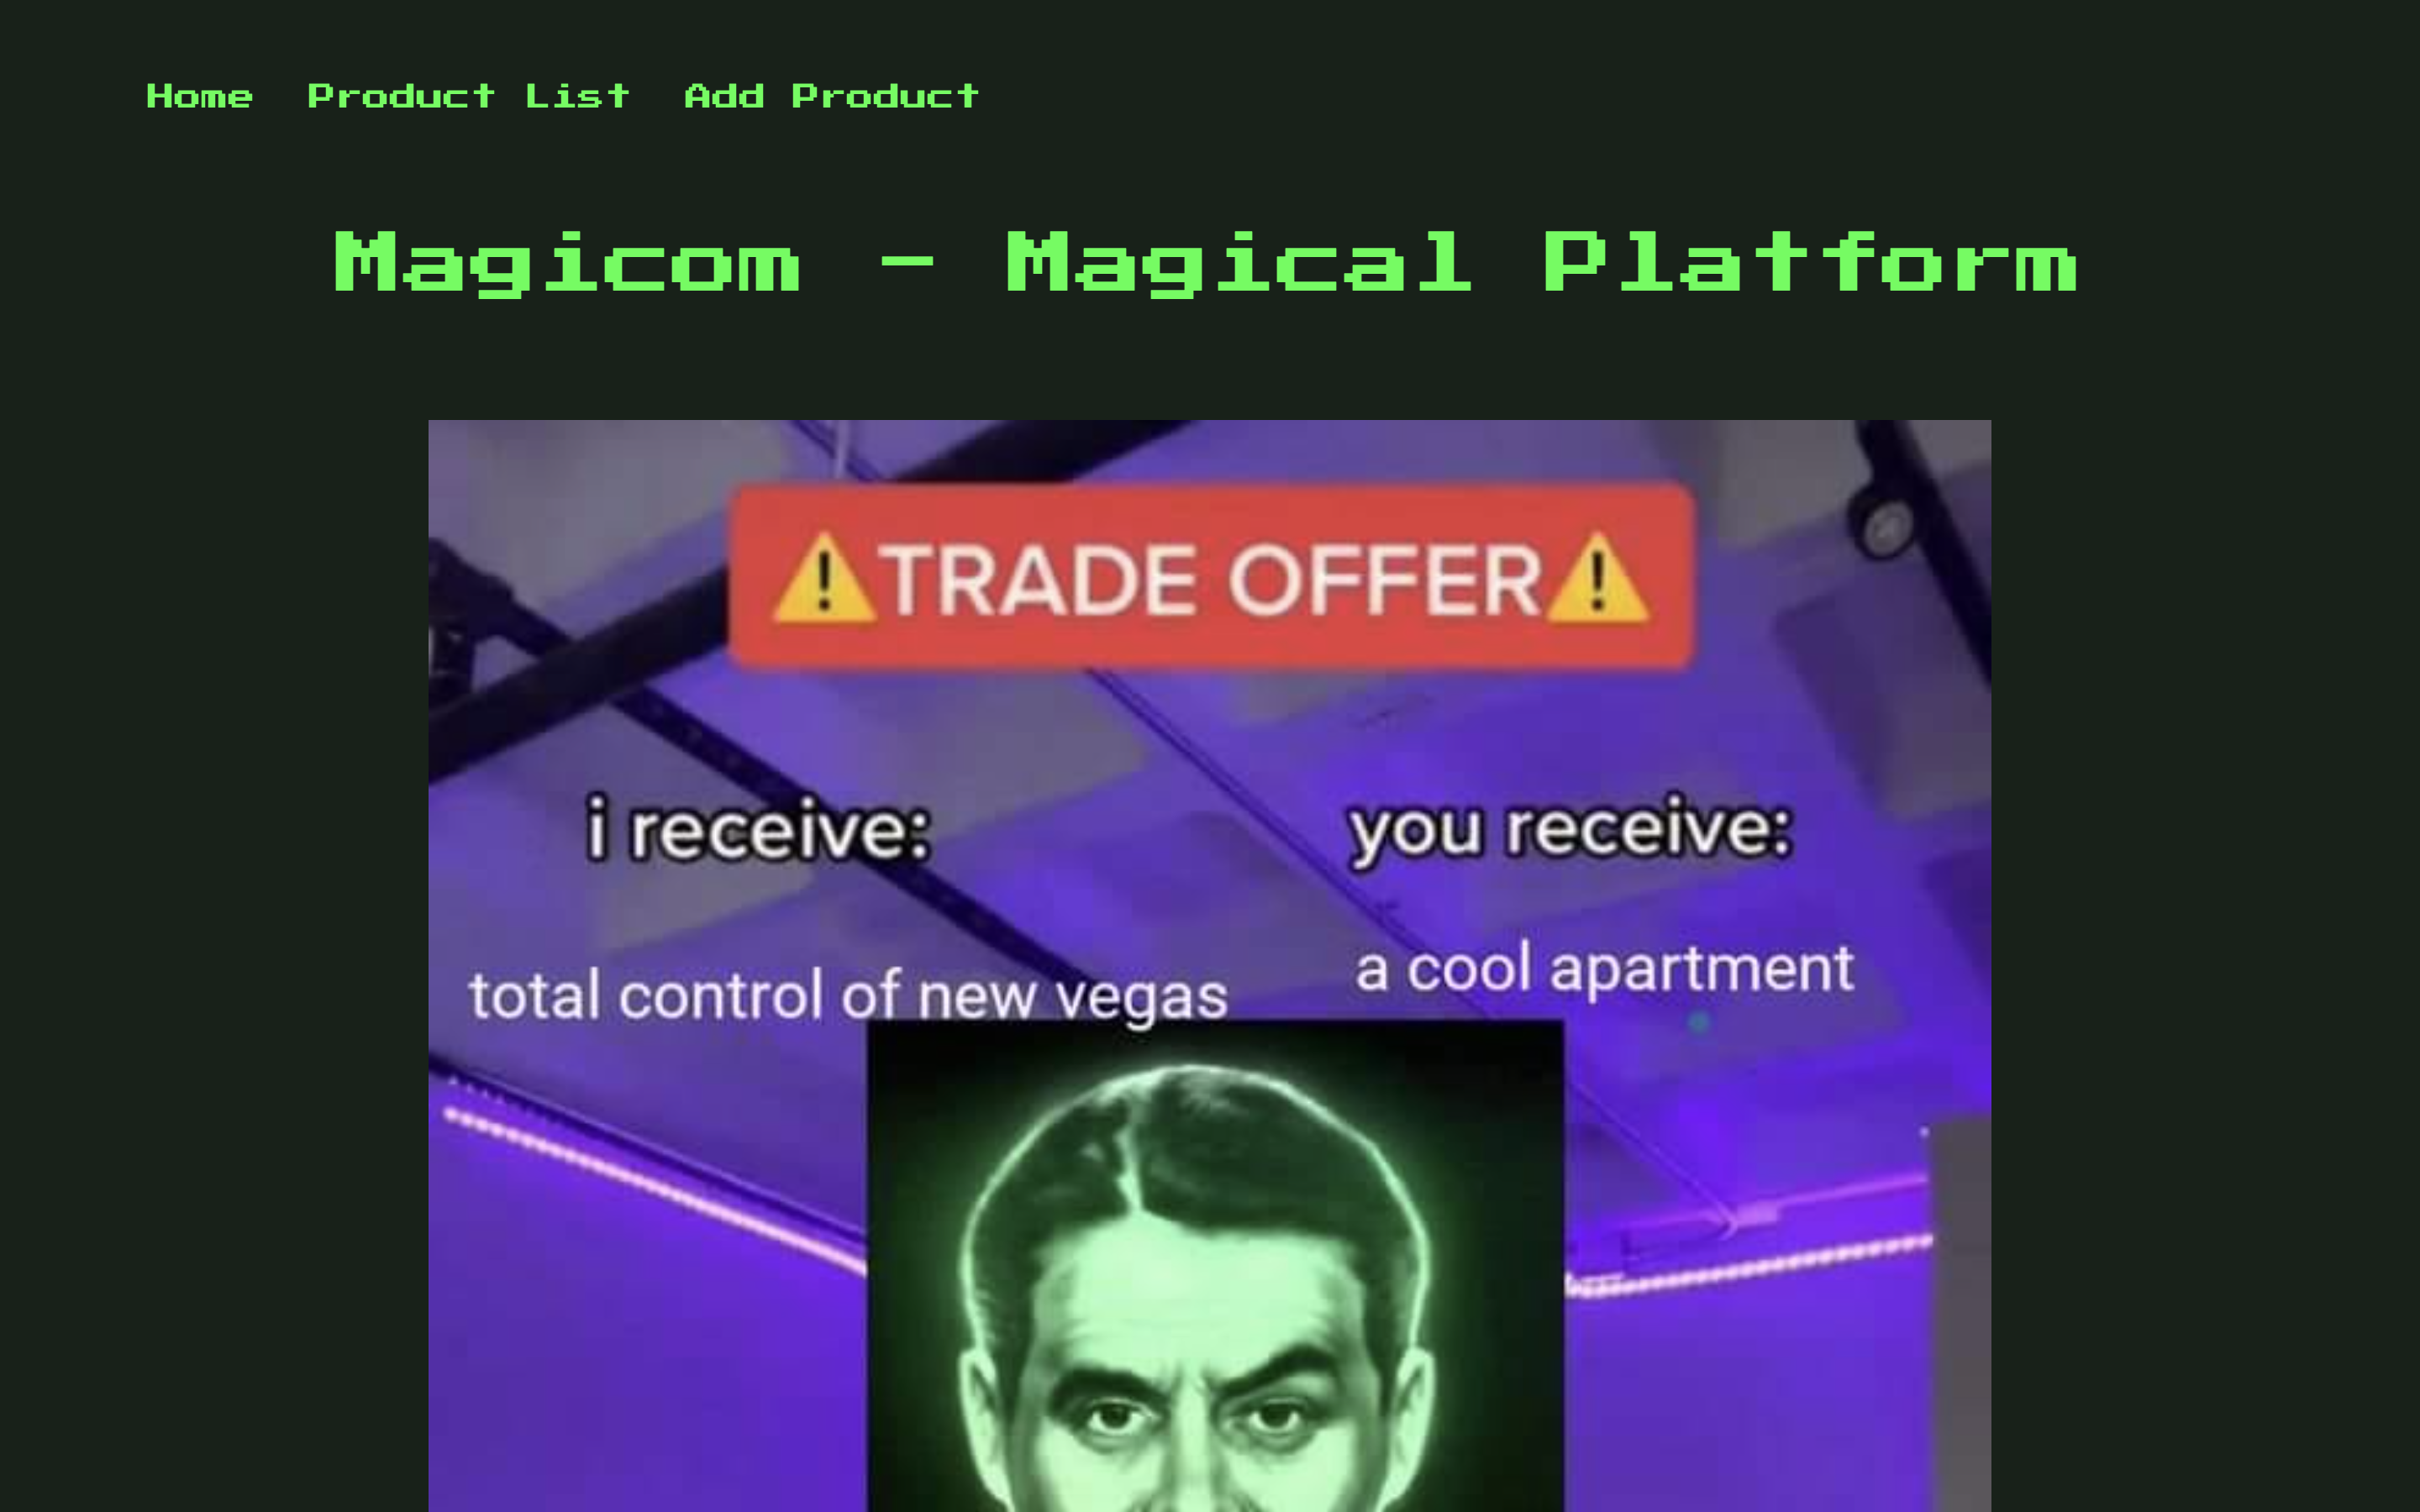 Home Product List Add Product
Magicom - Magical Platform
⚠️TRADE OFFER⚠️
i receive: you receive:
total control of new vegas a cool apartment